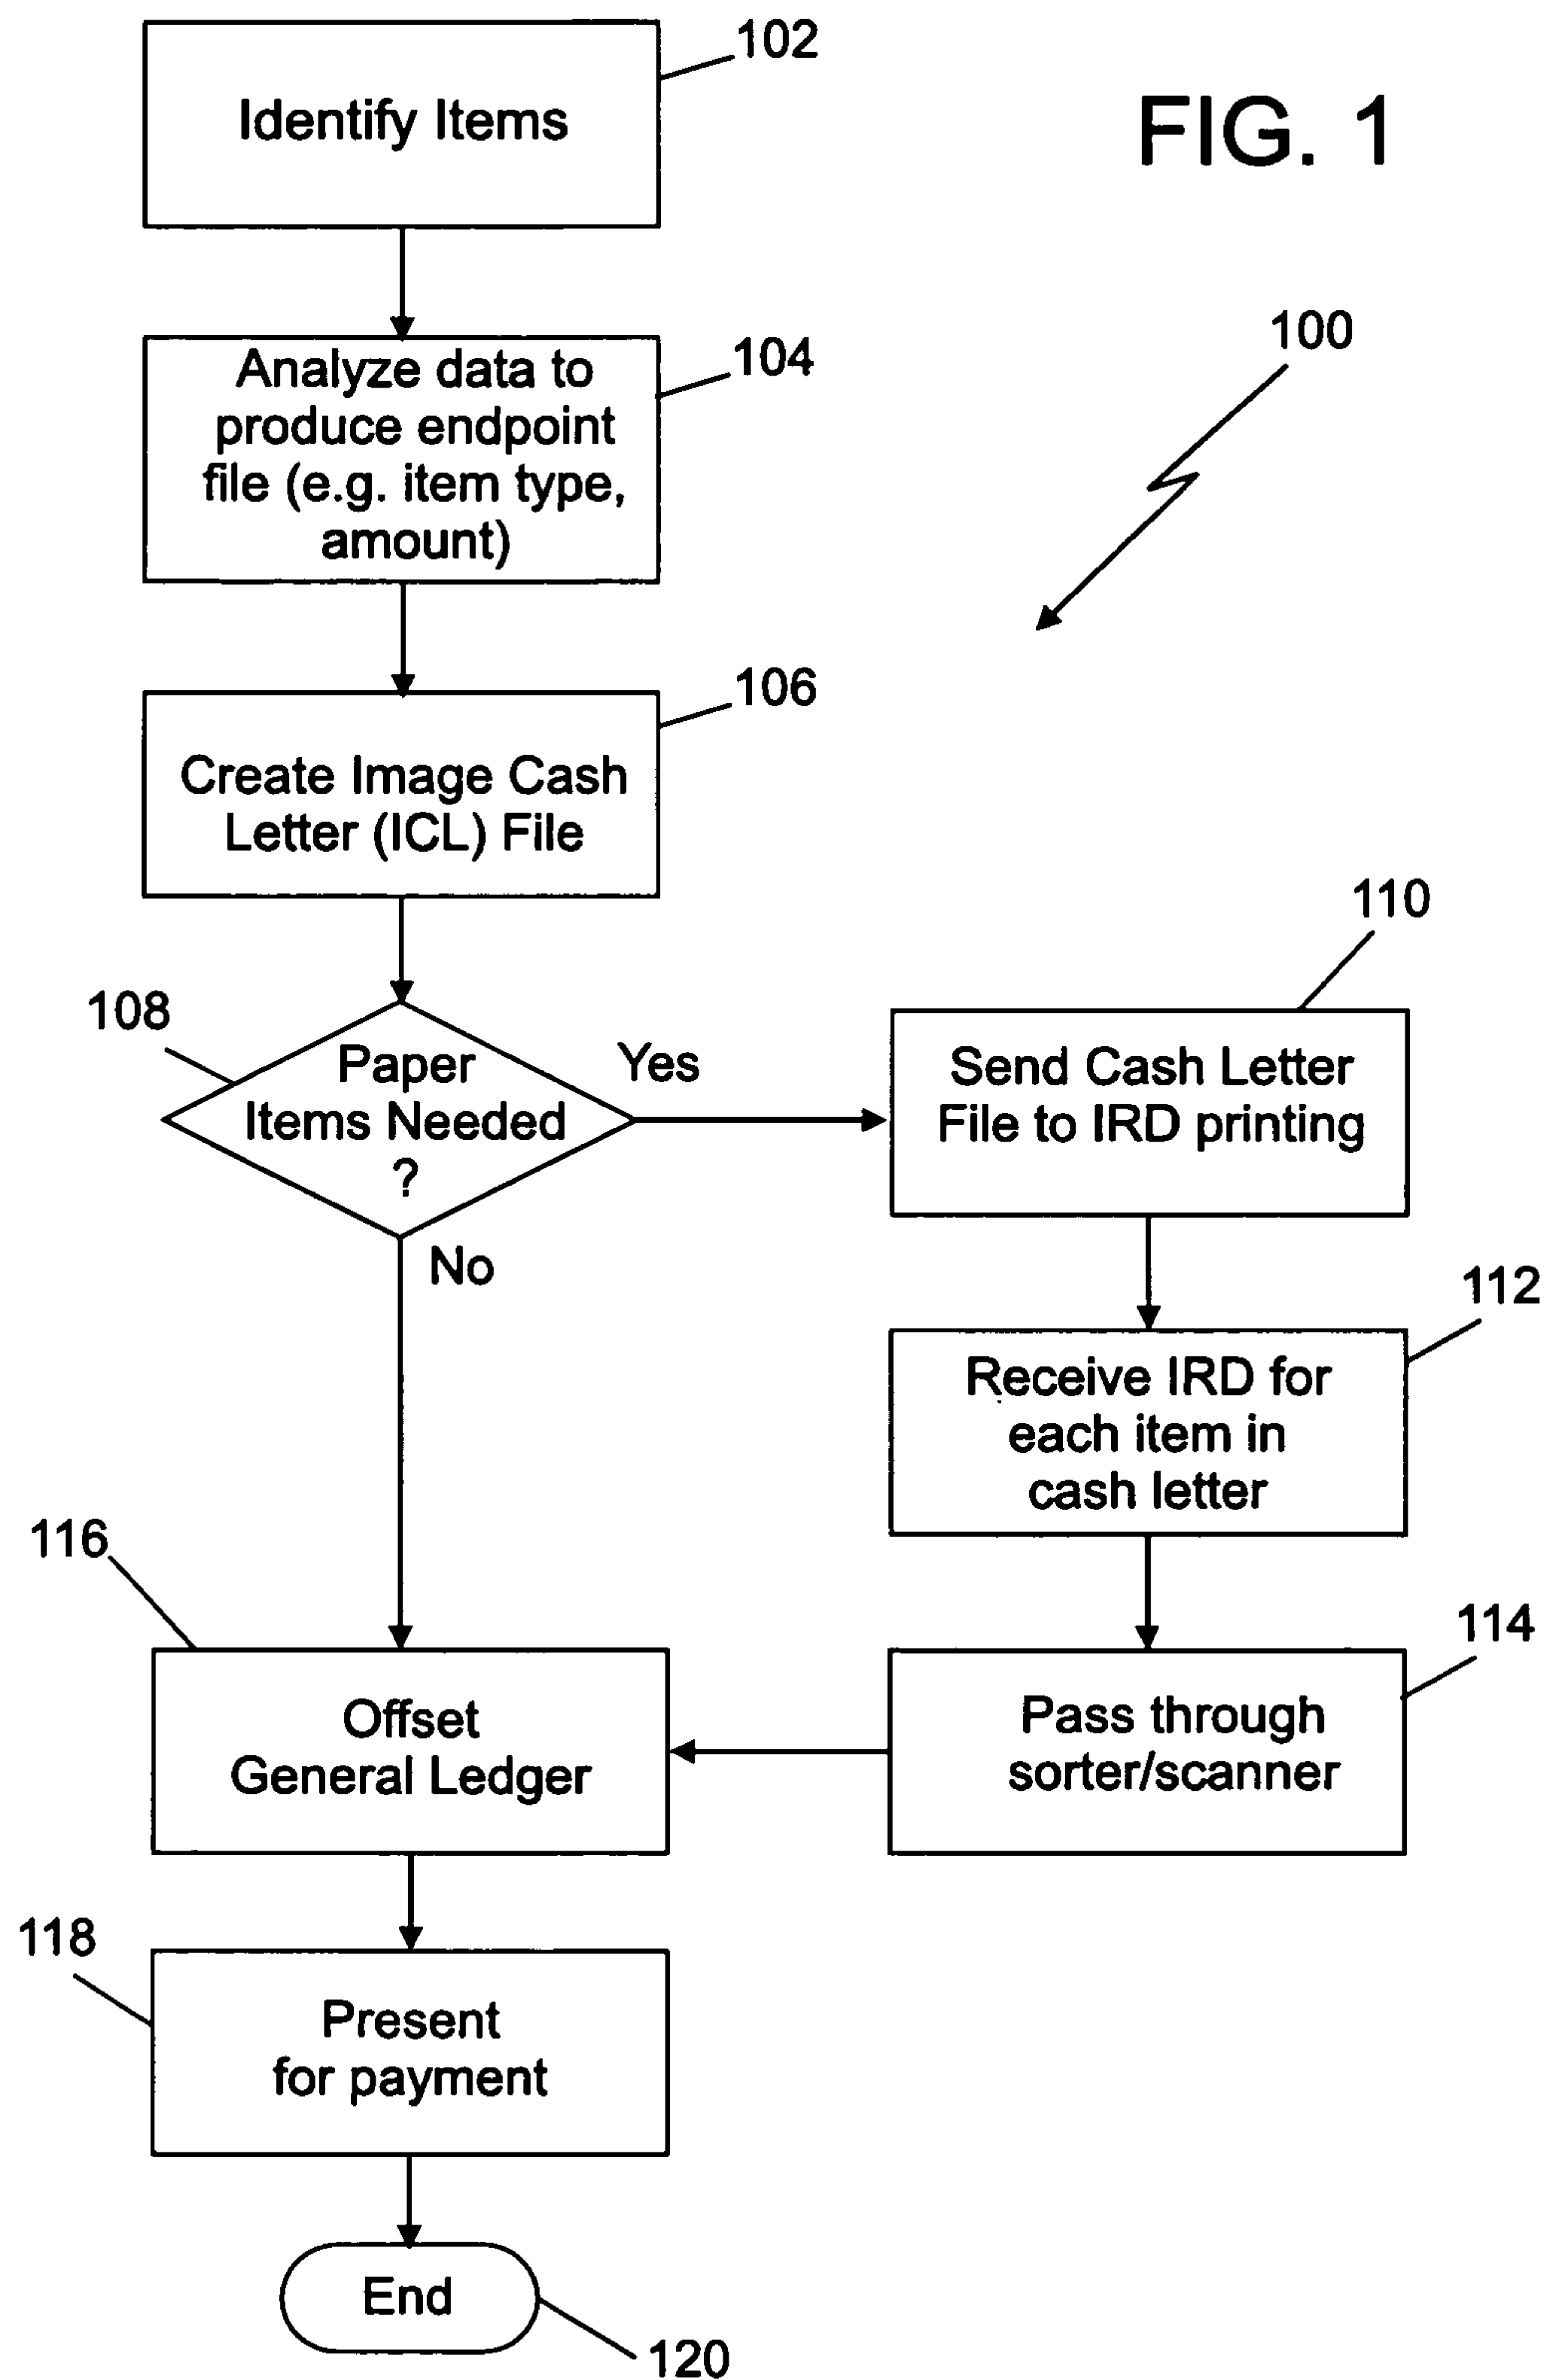 102
Identify Items
FIG. 1
100
104
Analyze data to
produce endpoint
file (e.g. item type,
amount)
106
Create Image Cash
Letter (ICL) File
108
Paper
Items Needed
?
Yes
No
110
Send Cash Letter
File to IRD printing
112
Receive IRD for
each item in
cash letter
114
Pass through
sorter/scanner
116
Offset
General Ledger
118
Present
for payment
End
120